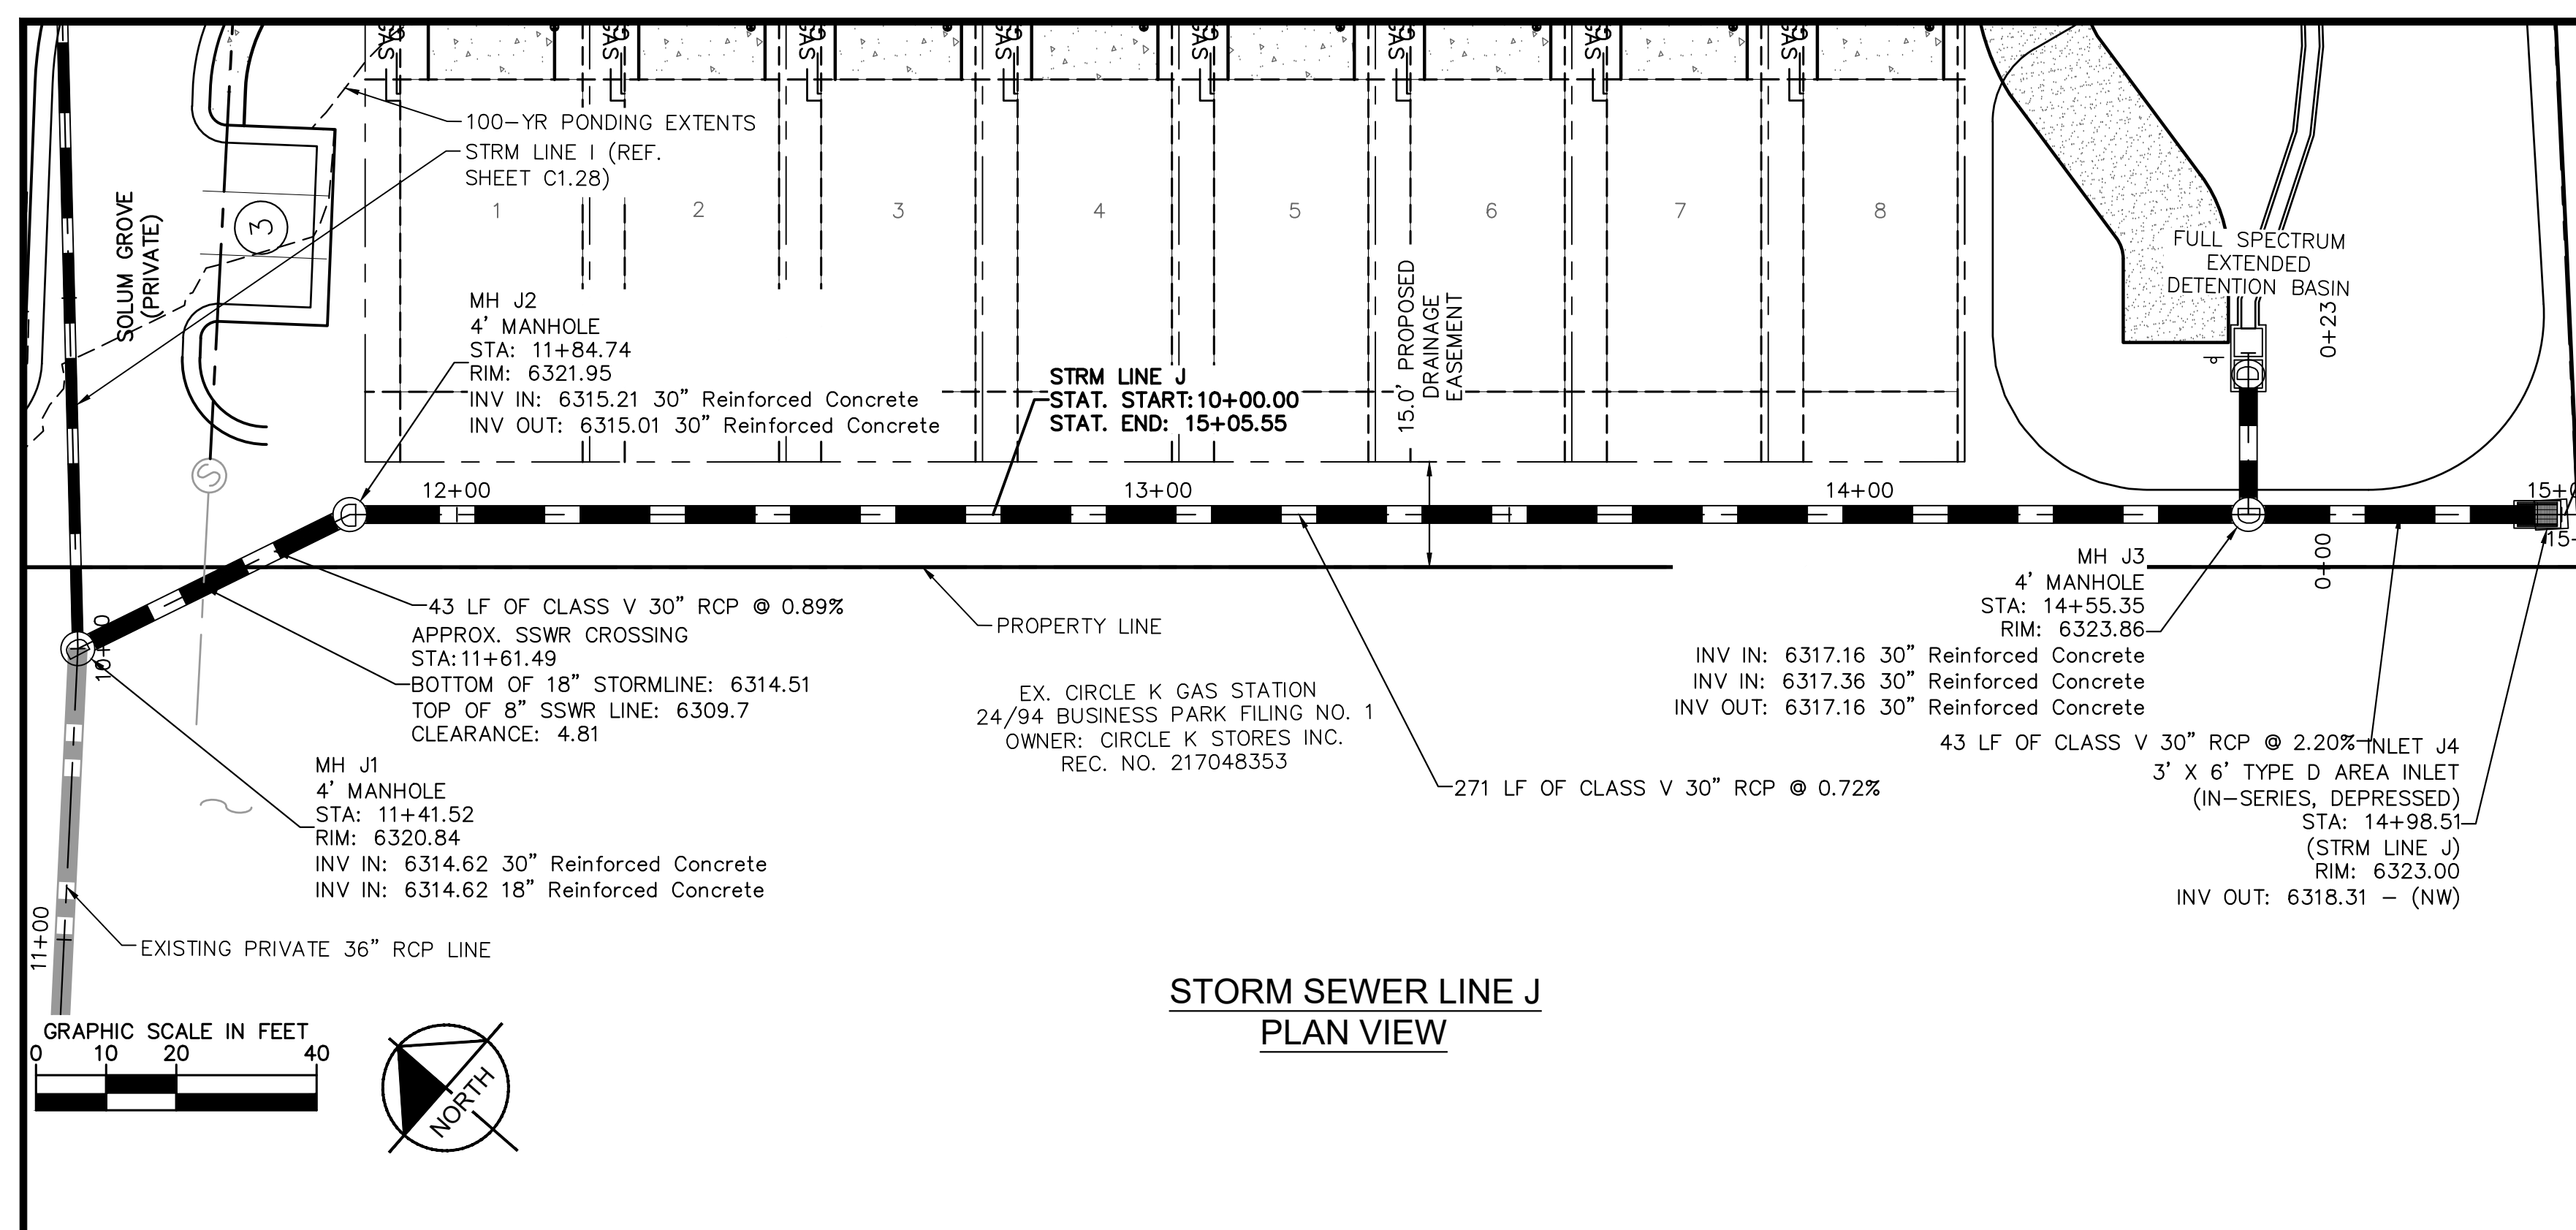 GAS
GAS
GAS
GAS
GAS
GAS
GAS
GAS
100-YR PONDING EXTENTS
STRM LINE I (REF.
SHEET C1.28)
SOLUM GROVE
(PRIVATE)
3
1
2
3
4
5
6
7
8
FULL SPECTRUM
EXTENDED
DETENTION BASIN
0+23
MH J2
4' MANHOLE
STA: 11+84.74
RIM: 6321.95
INV IN: 6315.21 30" Reinforced Concrete
INV OUT: 6315.01 30" Reinforced Concrete
STRM LINE J
STAT. START:10+00.00
STAT. END: 15+05.55
15.0' PROPOSED
DRAINAGE
EASEMENT
S
D
D
D
12+00
13+00
14+00
0+00
43 LF OF CLASS V 30" RCP @ 0.89%
APPROX. SSWR CROSSING
STA:11+61.49
BOTTOM OF 18" STORMLINE: 6314.51
TOP OF 8" SSWR LINE: 6309.7
CLEARANCE: 4.81
PROPERTY LINE
MH J3
4' MANHOLE
STA: 14+55.35
RIM: 6323.86
INV IN: 6317.16 30" Reinforced Concrete
INV IN: 6317.36 30" Reinforced Concrete
INV OUT: 6317.16 30" Reinforced Concrete
EX. CIRCLE K GAS STATION
24/94 BUSINESS PARK FILING NO. 1
OWNER: CIRCLE K STORES INC.
REC. NO. 217048353
43 LF OF CLASS V 30" RCP @ 2.20%
INLET J4
3' X 6' TYPE D AREA INLET
(IN-SERIES, DEPRESSED)
STA: 14+98.51
(STRM LINE J)
RIM: 6323.00
INV OUT: 6318.31 - (NW)
271 LF OF CLASS V 30" RCP @ 0.72%
MH J1
4' MANHOLE
STA: 11+41.52
RIM: 6320.84
INV IN: 6314.62 30" Reinforced Concrete
INV IN: 6314.62 18" Reinforced Concrete
11+00
EXISTING PRIVATE 36" RCP LINE
STORM SEWER LINE J
PLAN VIEW
GRAPHIC SCALE IN FEET
0 10 20 40
NORTH